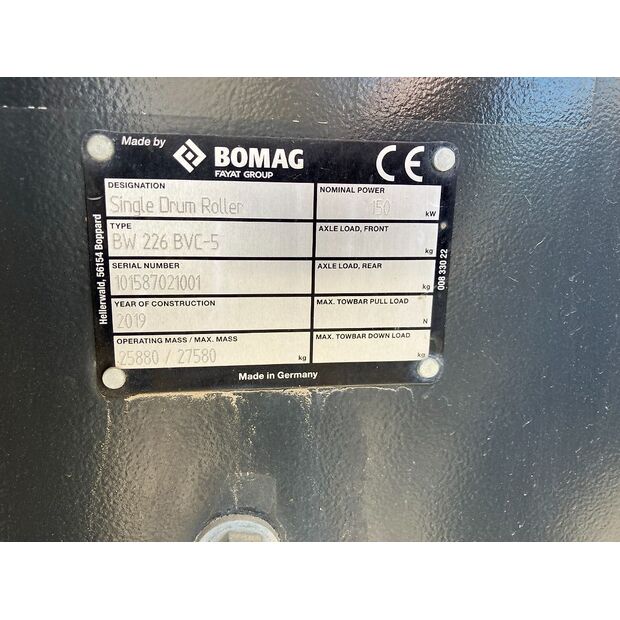 Made by BOMAG CE
FAYAT GROUP
DESIGNATION
Single Drum Roller
NOMINAL POWER
150 kW
TYPE
BW 226 BVC-5
AXLE LOAD, FRONT
kg
SERIAL NUMBER
101587021001
AXLE LOAD, REAR
kg
YEAR OF CONSTRUCTION
2019
MAX. TOWBAR PULL LOAD
N
OPERATING MASS / MAX. MASS
25880 / 27580 kg
MAX. TOWBAR DOWN LOAD
kg
Made in Germany
Hellerwald, 56154 Boppard
008 330 22